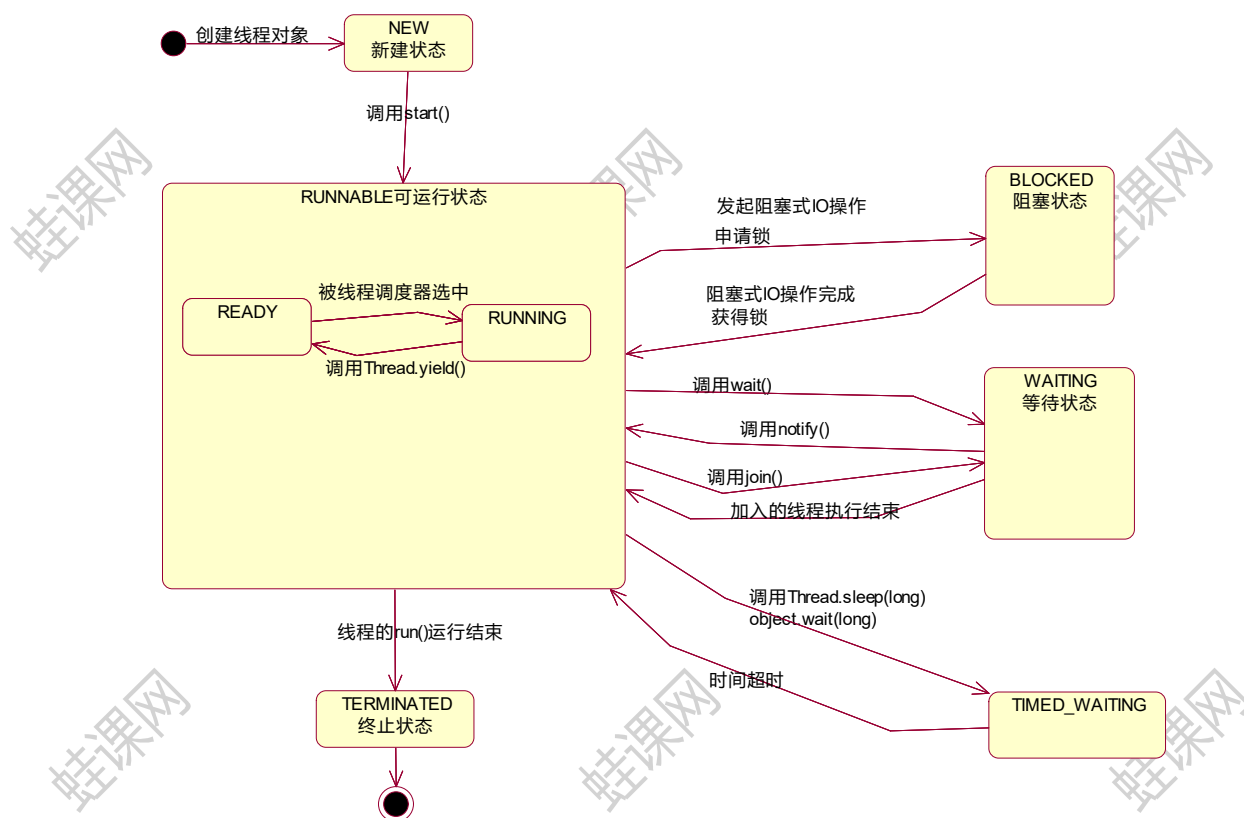 创建线程对象
NEW
新建状态
调用start()
蛙课网
蛙课网
蛙课网
RUNNABLE可运行状态
BLOCKED
阻塞状态
发起阻塞式IO操作
申请锁
被线程调度器选中
READY
RUNNING
调用Thread.yield()
阻塞式IO操作完成
获得锁
WAITING
等待状态
调用wait()
调用notify()
调用join()
加入的线程执行结束
调用Thread.sleep(long)
object.wait(long)
线程的run()运行结束
时间超时
TERMINATED
终止状态
TIMED_WAITING
蛙课网
蛙课网
蛙课网